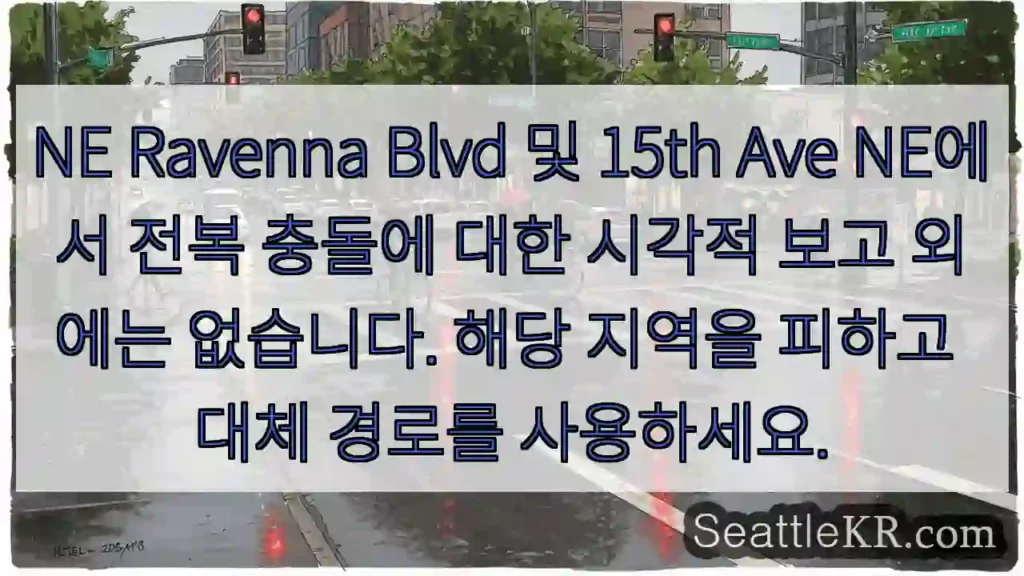 NE Ravenna Blvd 및 15th Ave NE에
서 전복 충돌에 대한 시각적 보고 외
에는 없습니다. 해당 지역을 피하고
대체 경로를 사용하세요.
SeattleKR.com